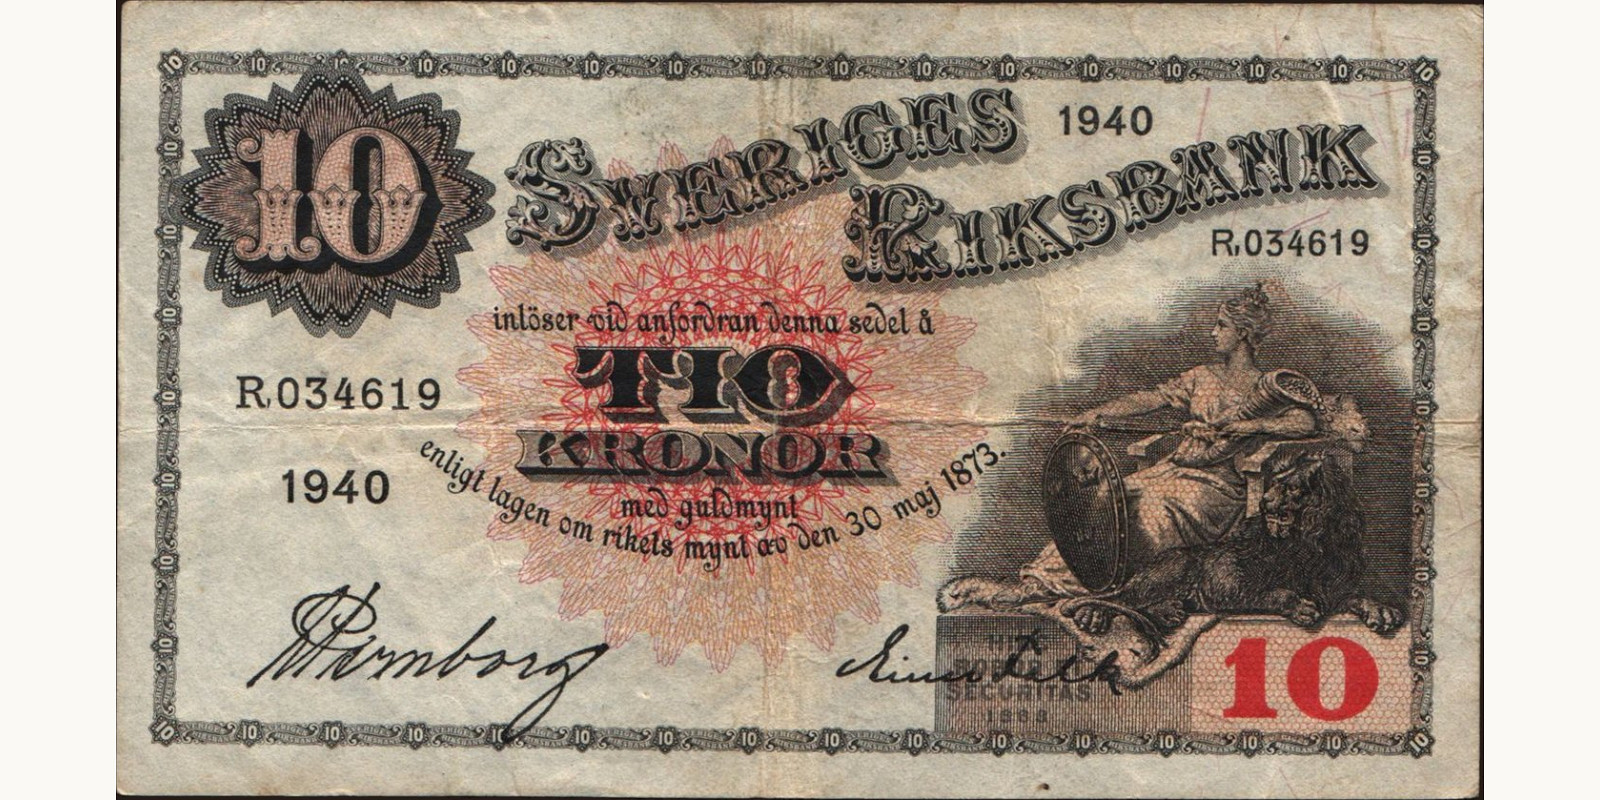 10
SVERIGES
1940
RIKSBANK
R,034619
inlöser vid anfordran denna sedel å
TIO
KRONOR
R,034619
med guldmynt
enligt lagen om rikets mynt av den 30 maj 1873.
1940
SECURITAS
10